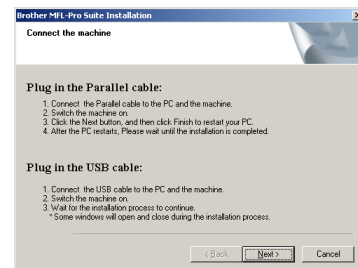 Brother MFL-Pro Suite Installation
Connect the machine
Plug in the Parallel cable:
1. Connect the Parallel cable to the PC and the machine.
2. Switch the machine on.
3. Click the Next button, and then click Finish to restart your PC.
4. After the PC restarts, Please wait until the installation is completed.
Plug in the USB cable:
1. Connect the USB cable to the PC and the machine.
2. Switch the machine on.
3. Wait for the installation process to continue.
* Some windows will open and close during the installation process.
< Back Next > Cancel